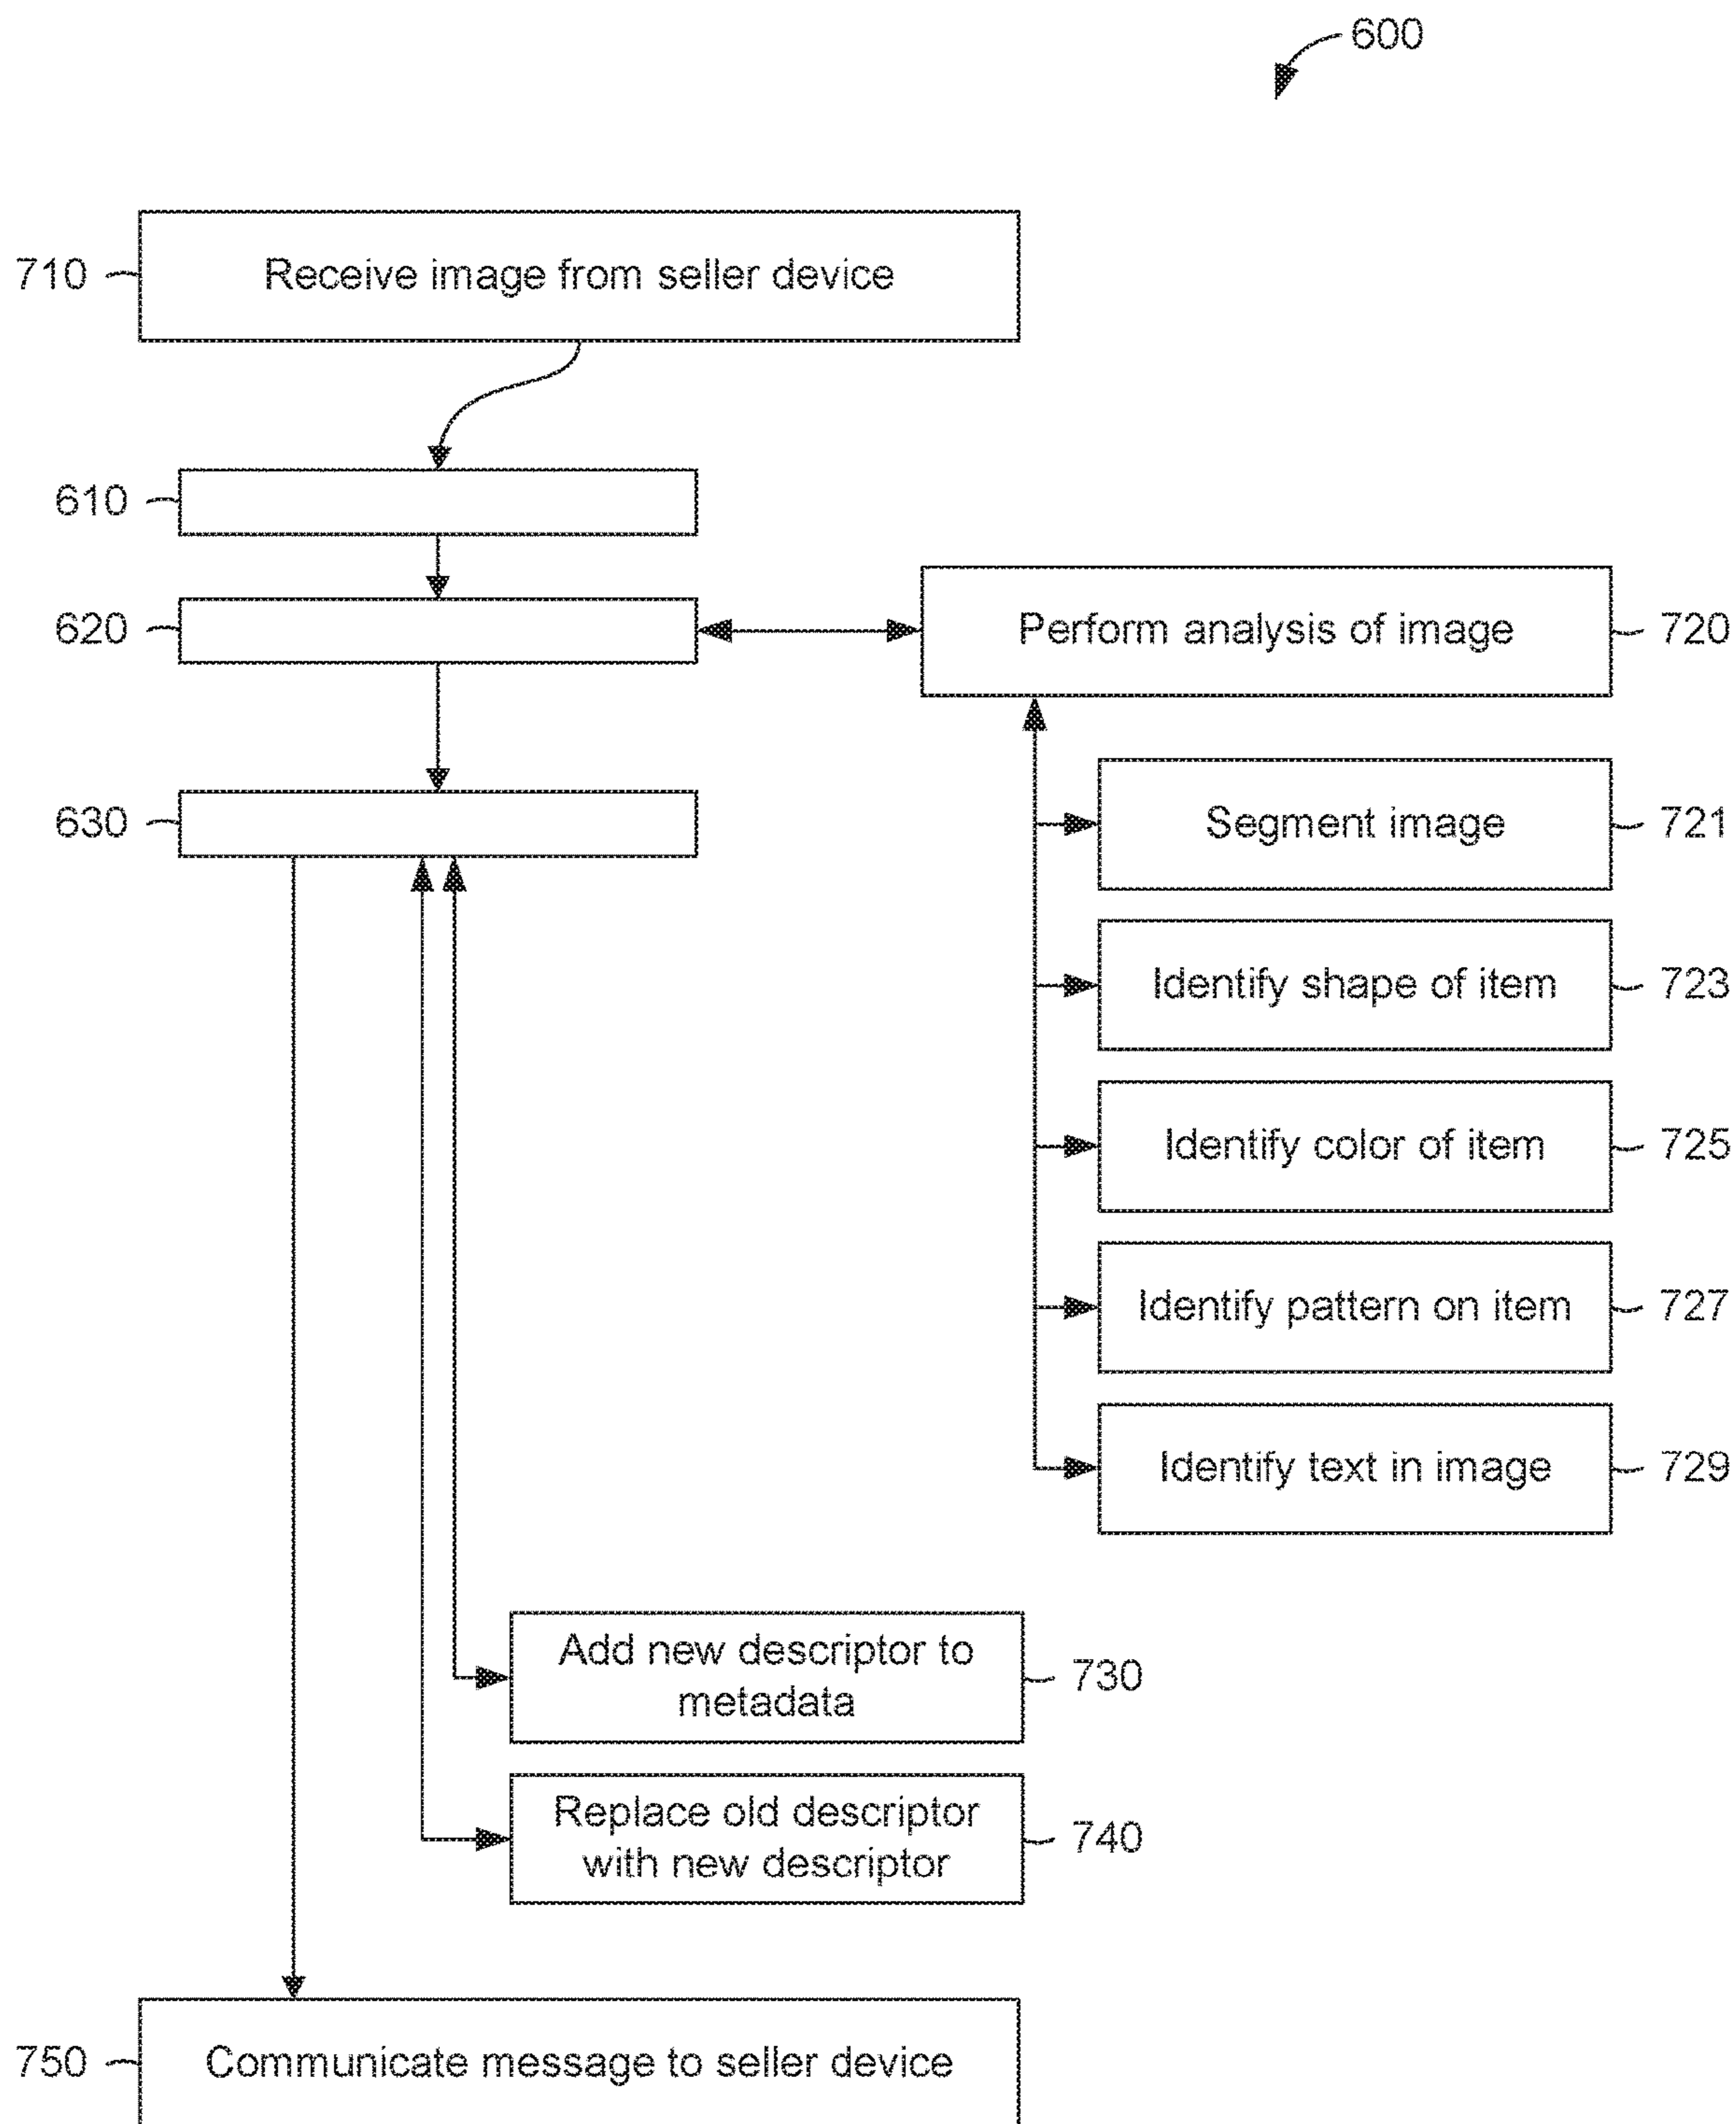 600
710
Receive image from seller device
610
620
Perform analysis of image
720
630
Segment image
721
Identify shape of item
723
Identify color of item
725
Identify pattern on item
727
Identify text in image
729
Add new descriptor to
metadata
730
Replace old descriptor
with new descriptor
740
750
Communicate message to seller device